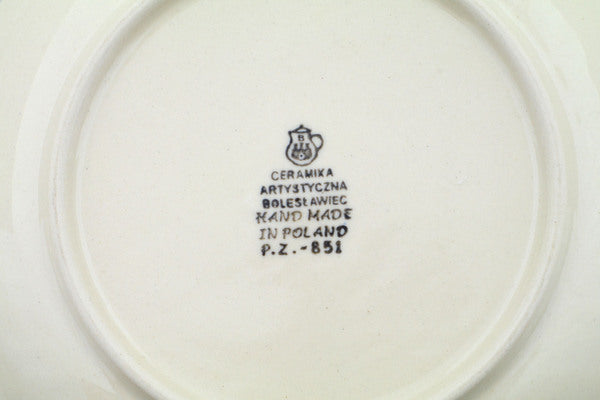 B
CERAMIKA
ARTYSTYCZNA
BOLESŁAWIEC
HAND MADE
IN POLAND
P.Z.-851